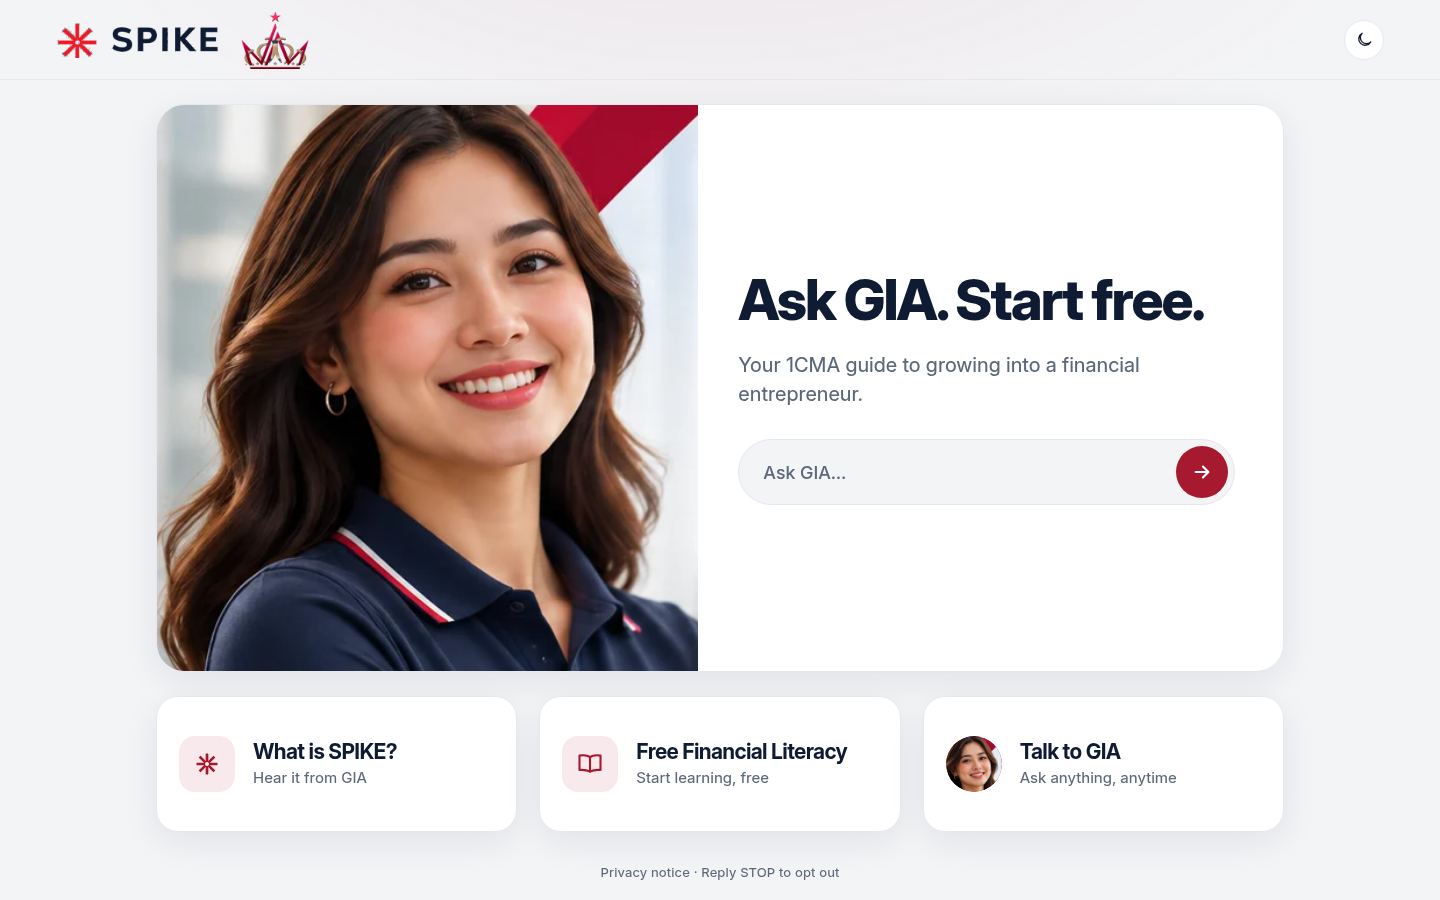 SPIKE
Ask GIA. Start free.
Your 1CMA guide to growing into a financial
entrepreneur.
Ask GIA...
What is SPIKE?
Hear it from GIA
Free Financial Literacy
Start learning, free
Talk to GIA
Ask anything, anytime
Privacy notice · Reply STOP to opt out